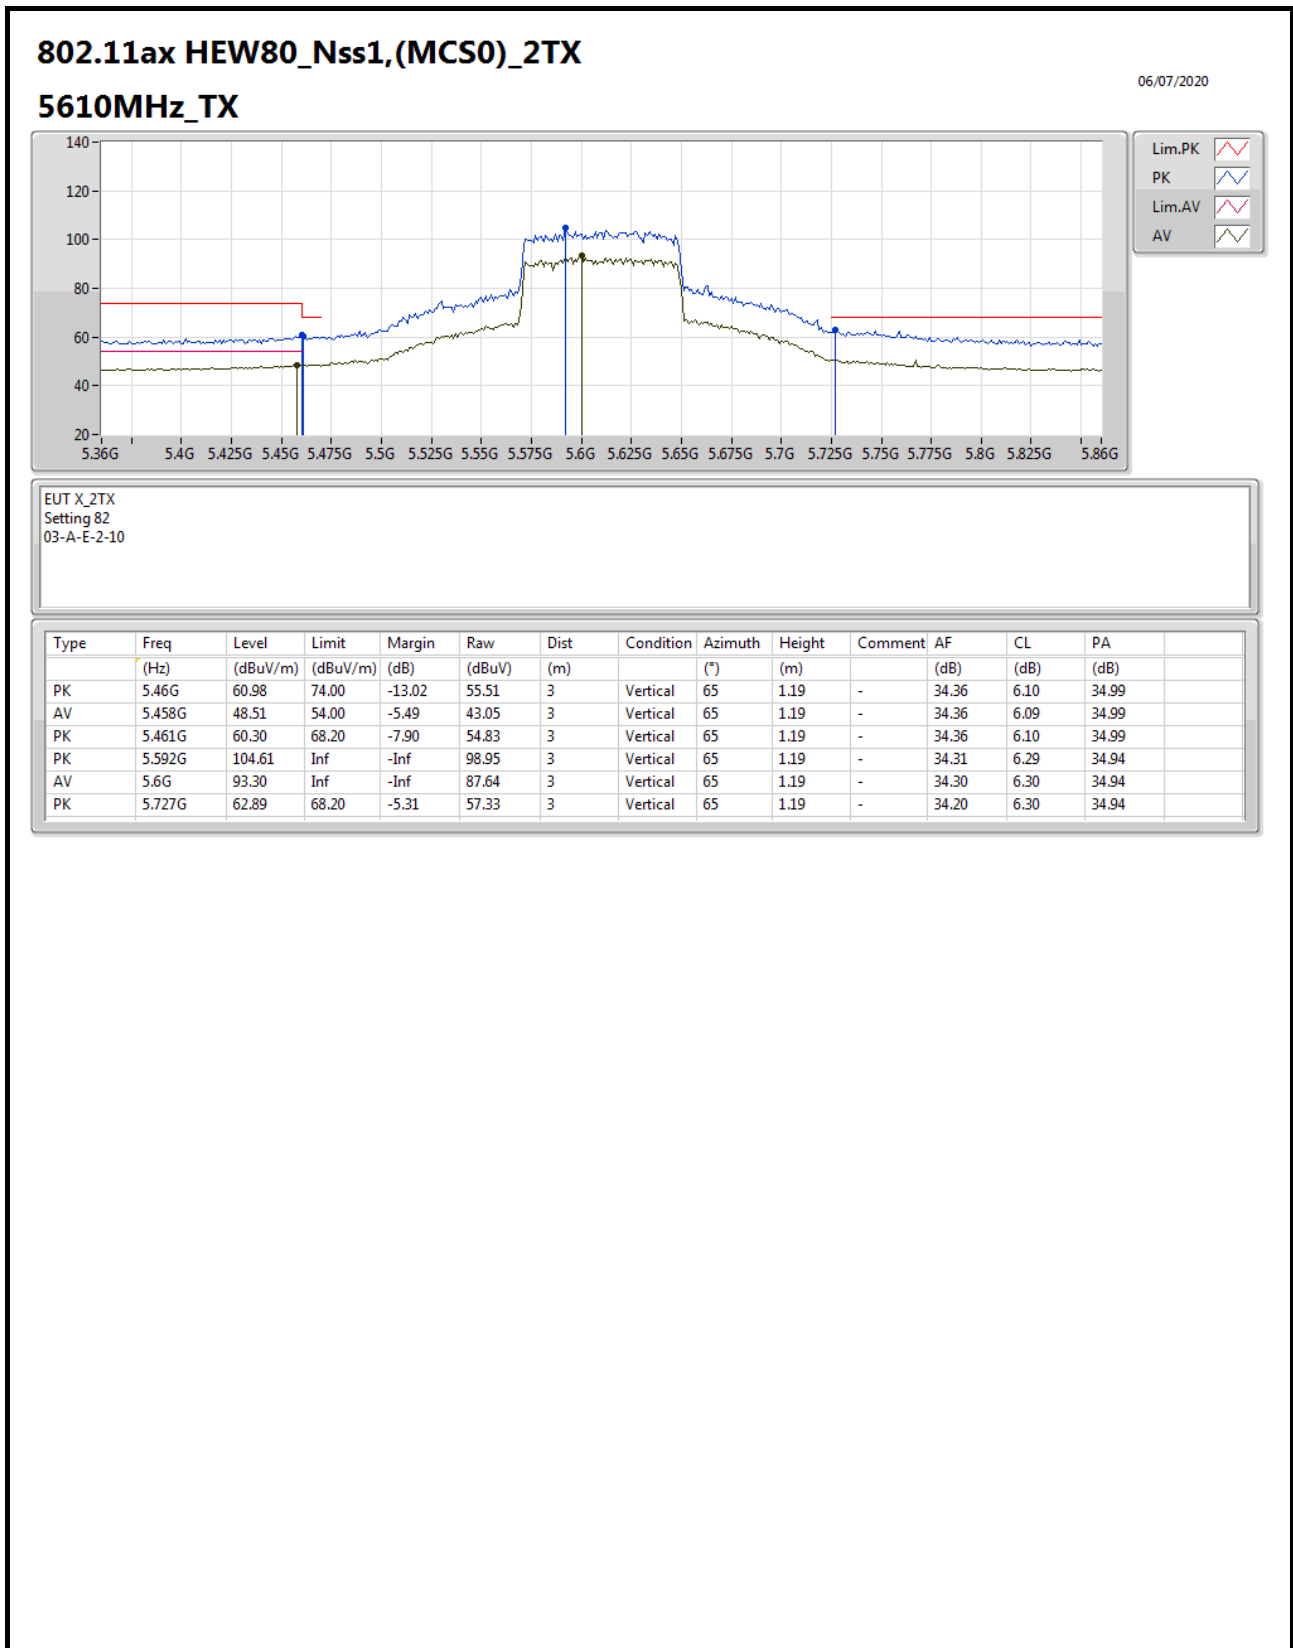 802.11ax HEW80_Nss1,(MCS0)_2TX
06/07/2020
5610MHz_TX
140
120
100
80
60
40
20
5.36G 5.4G 5.425G 5.45G 5.475G 5.5G 5.525G 5.55G 5.575G 5.6G 5.625G 5.65G 5.675G 5.7G 5.725G 5.75G 5.775G 5.8G 5.825G 5.86G
Lim.PK
PK
Lim.AV
AV
EUT X_2TX
Setting 82
03-A-E-2-10
Type Freq Level Limit Margin Raw Dist Condition Azimuth Height Comment AF CL PA
(Hz) (dBuV/m) (dBuV/m) (dB) (dBuV) (m) (°) (m) (dB) (dB) (dB)
PK 5.46G 60.98 74.00 -13.02 55.51 3 Vertical 65 1.19 - 34.36 6.10 34.99
AV 5.458G 48.51 54.00 -5.49 43.05 3 Vertical 65 1.19 - 34.36 6.09 34.99
PK 5.461G 60.30 68.20 -7.90 54.83 3 Vertical 65 1.19 - 34.36 6.10 34.99
PK 5.592G 104.61 Inf -Inf 98.95 3 Vertical 65 1.19 - 34.31 6.29 34.94
AV 5.6G 93.30 Inf -Inf 87.64 3 Vertical 65 1.19 - 34.30 6.30 34.94
PK 5.727G 62.89 68.20 -5.31 57.33 3 Vertical 65 1.19 - 34.20 6.30 34.94